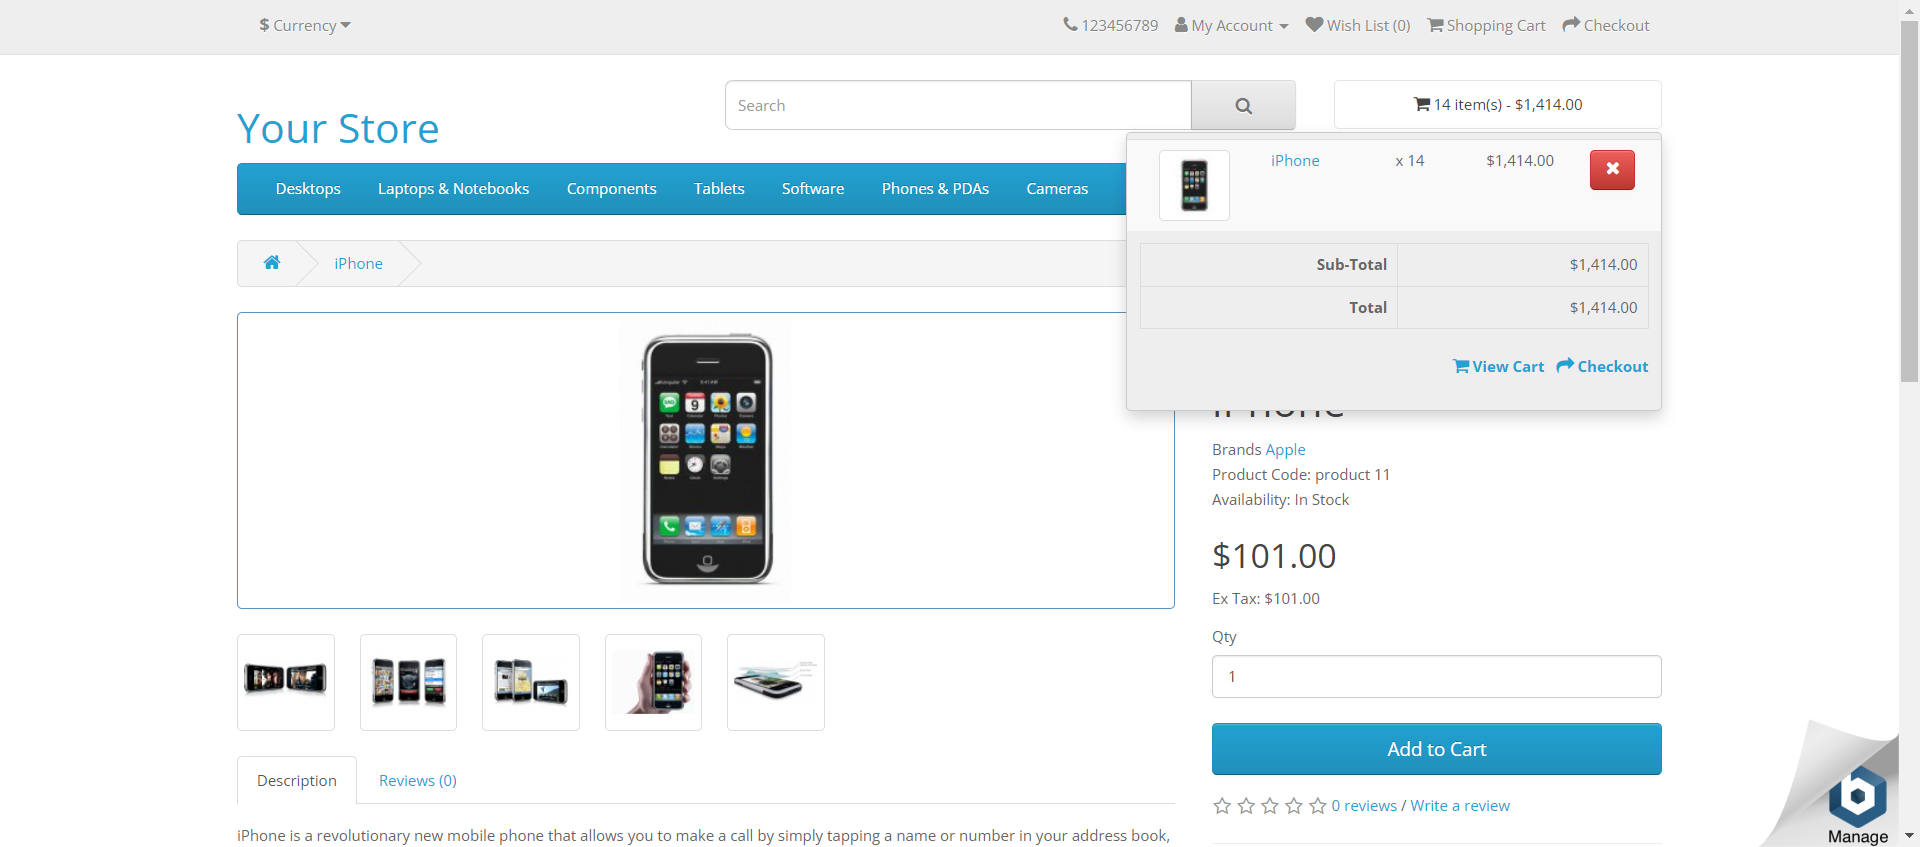 $ Currency
123456789 My Account Wish List (0) Shopping Cart Checkout
Your Store
Search
14 item(s) - $1,414.00
iPhone x 14 $1,414.00
Sub-Total $1,414.00
Total $1,414.00
View Cart Checkout
Desktops Laptops & Notebooks Components Tablets Software Phones & PDAs Cameras
iPhone
iPhone
Brands Apple
Product Code: product 11
Availability: In Stock
$101.00
Ex Tax: $101.00
Qty
1
Add to Cart
0 reviews / Write a review
Description Reviews (0)
iPhone is a revolutionary new mobile phone that allows you to make a call by simply tapping a name or number in your address book,
Manage